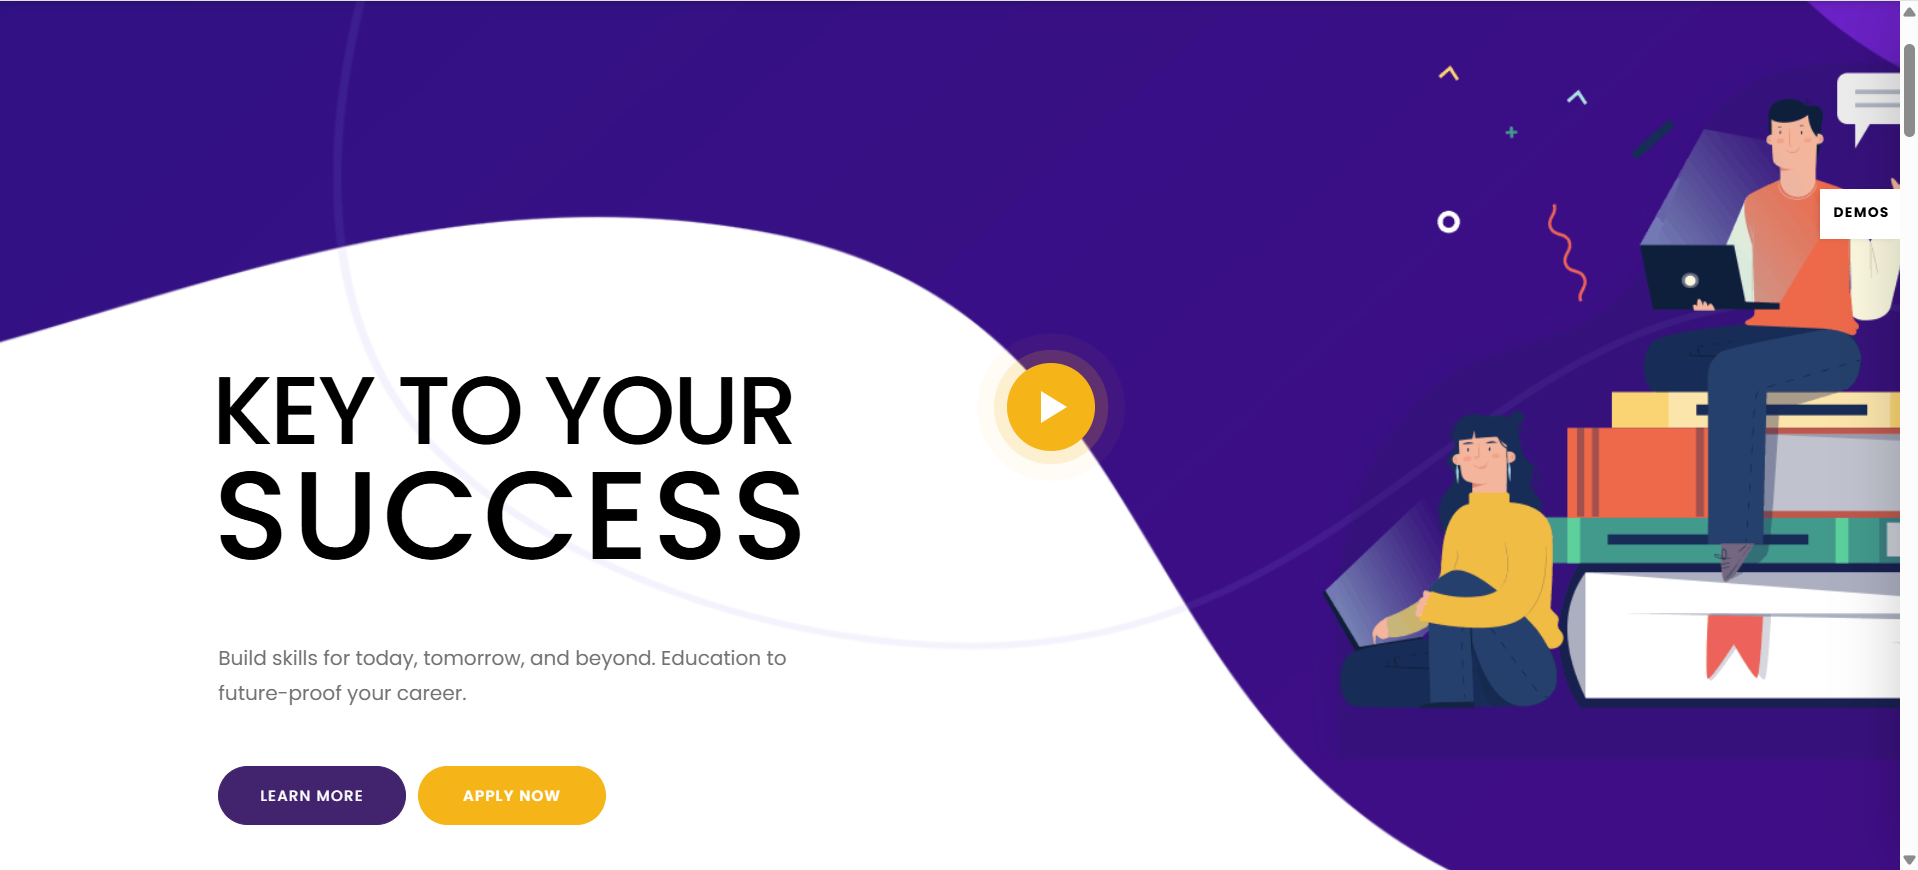 DEMOS
KEY TO YOUR
SUCCESS
Build skills for today, tomorrow, and beyond. Education to
future-proof your career.
LEARN MORE
APPLY NOW